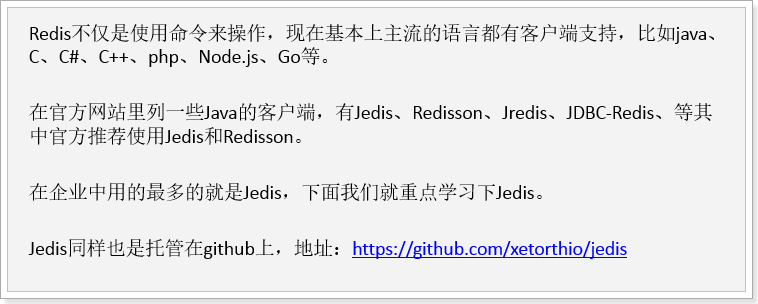 Redis不仅是使用命令来操作，现在基本上主流的语言都有客户端支持，比如java、
C、C#、C++、php、Node.js、Go等。
在官方网站里列一些Java的客户端，有Jedis、Redisson、Jredis、JDBC-Redis、等其
中官方推荐使用Jedis和Redisson。
在企业中用的最多的就是Jedis，下面我们就重点学习下Jedis。
Jedis同样也是托管在github上，地址：https://github.com/xetorthio/jedis